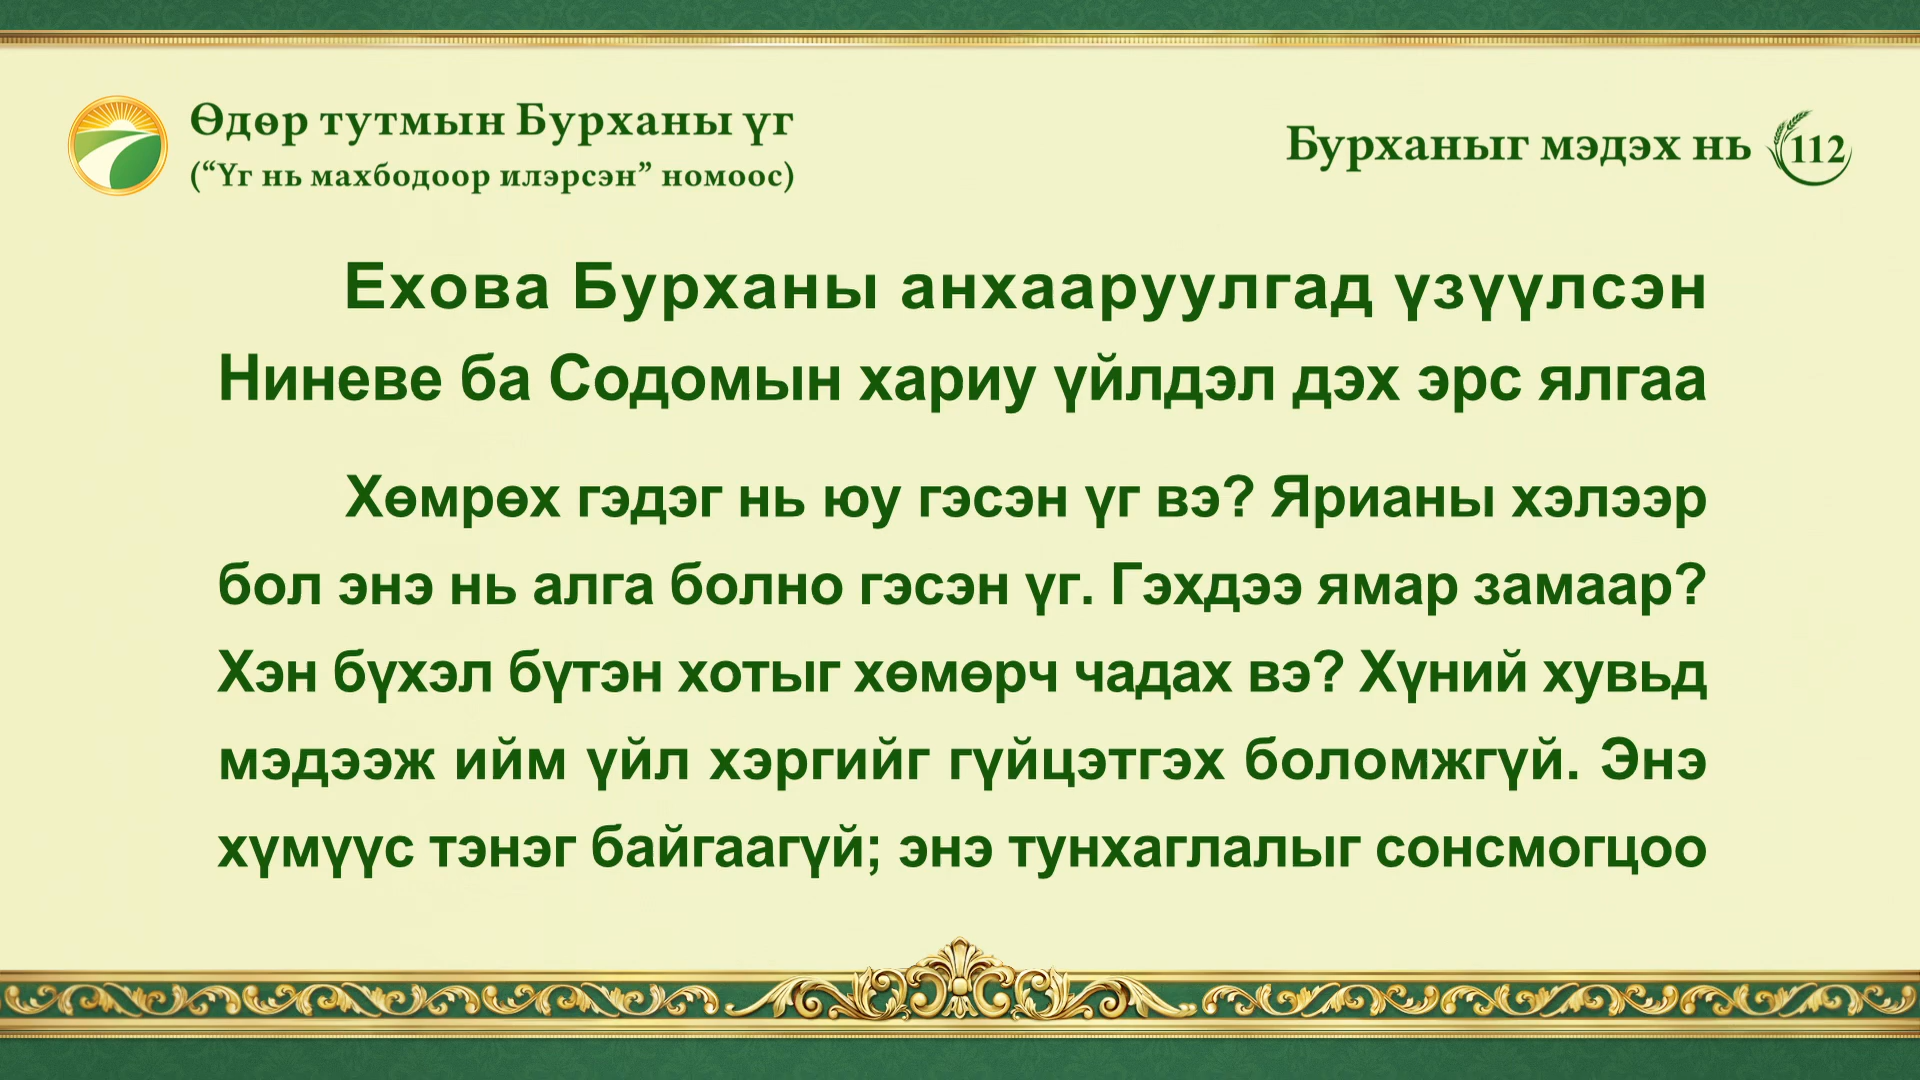 Өдөр тутмын Бурханы үг
(“Үг нь махбодоор илэрсэн” номоос)
Бурханыг мэдэх нь 112
Ехова Бурханы анхааруулгад үзүүлсэн
Ниневе ба Содомын хариу үйлдэл дэх эрс ялгаа
Хөмрөх гэдэг нь юу гэсэн үг вэ? Ярианы хэлээр
бол энэ нь алга болно гэсэн үг. Гэхдээ ямар замаар?
Хэн бүхэл бүтэн хотыг хөмөрч чадах вэ? Хүний хувьд
мэдээж ийм үйл хэргийг гүйцэтгэх боломжгүй. Энэ
хүмүүс тэнэг байгаагүй; энэ тунхаглалыг сонсмогцоо